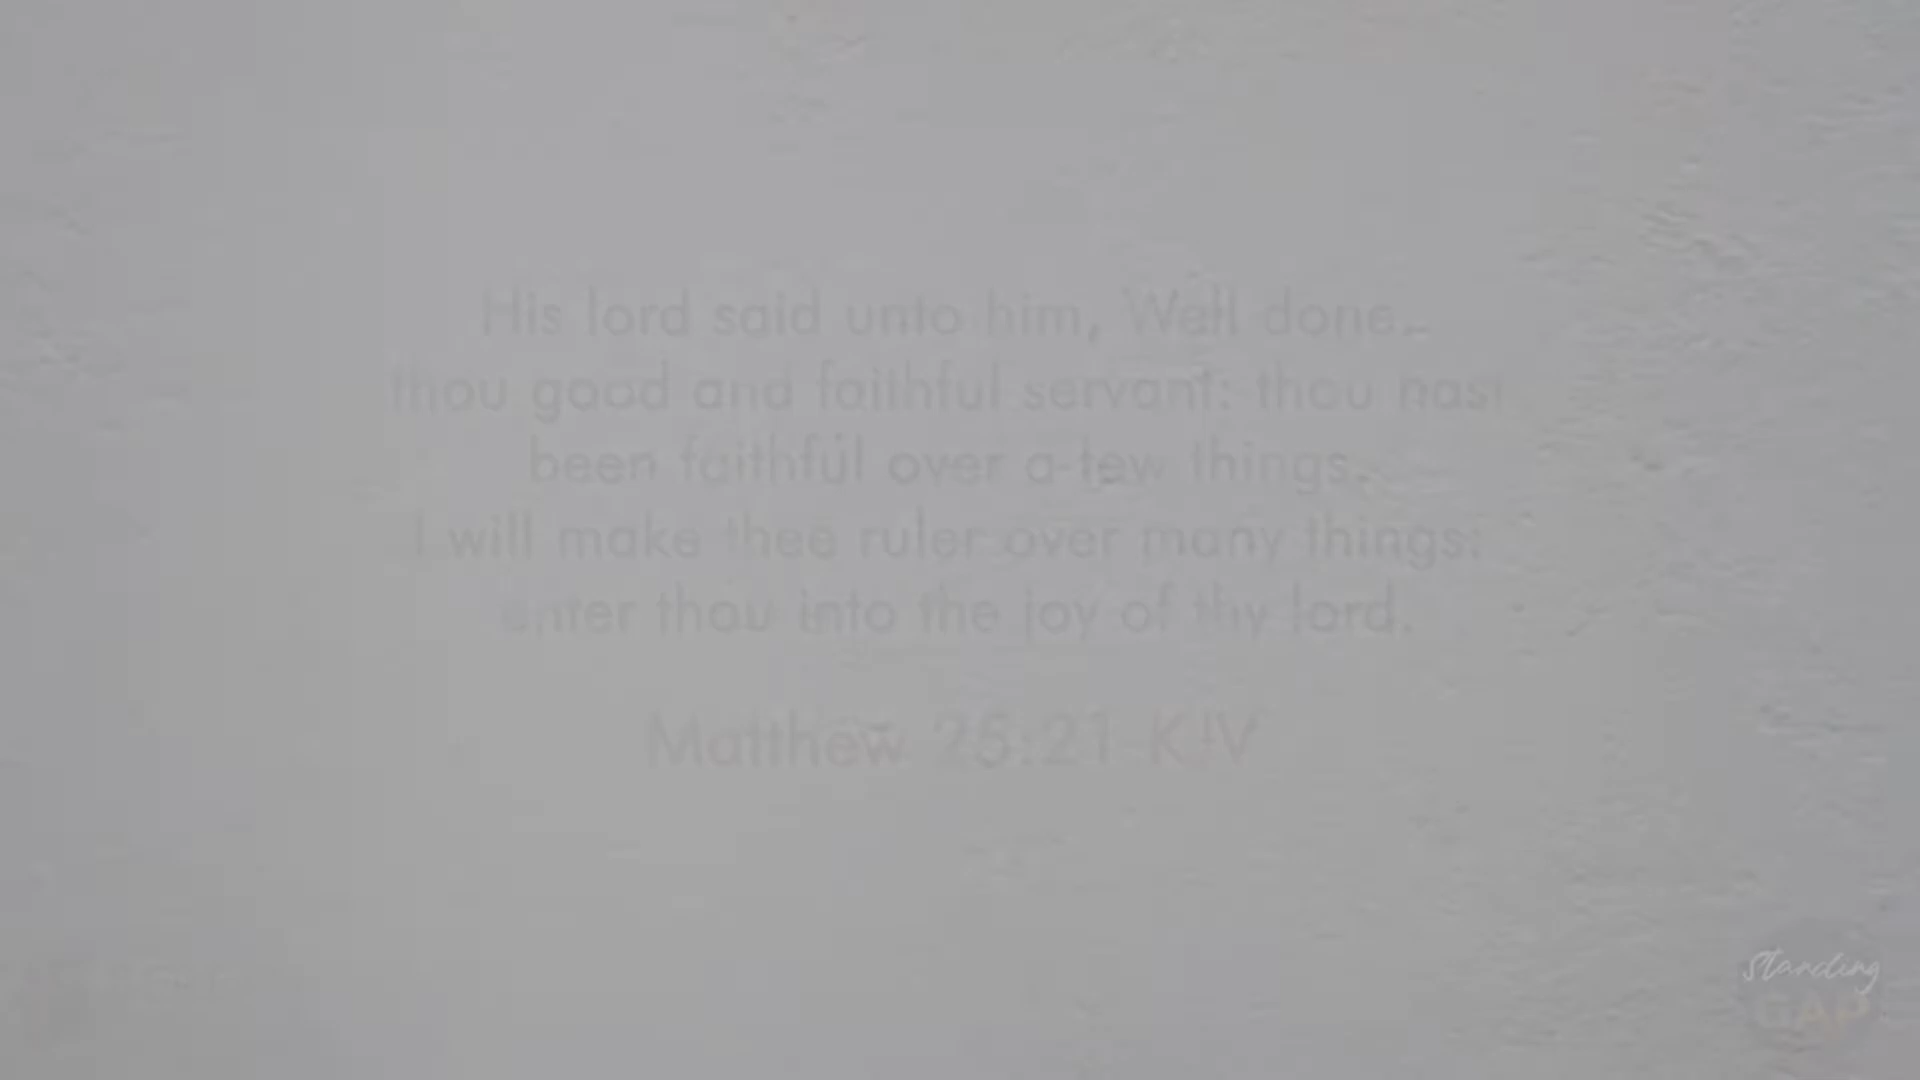 His lord said unto him, Well done,
thou good and faithful servant: thou hast
been faithful over a few things,
I will make thee ruler over many things:
enter thou into the joy of thy lord.
Matthew 25:21 KJV
Standing
GAP